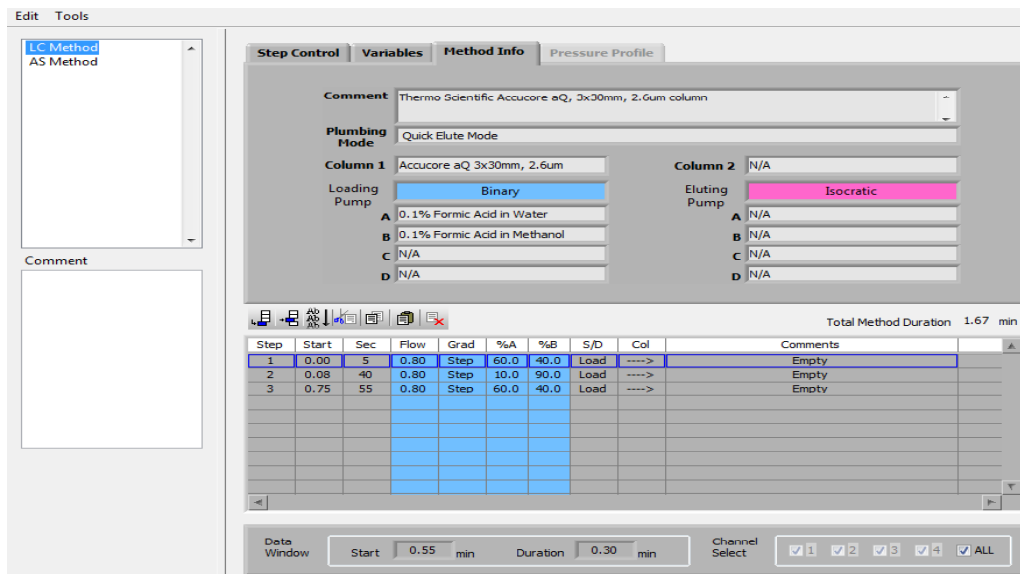 Edit Tools
LC Method
AS Method
Comment
Step Control Variables Method Info Pressure Profile
Comment Thermo Scientific Accucore aQ, 3x30mm, 2.6um column
Plumbing Mode Quick Elute Mode
Column 1 Accucore aQ 3x30mm, 2.6um Column 2 N/A
Loading Pump Binary Eluting Pump Isocratic
A 0.1% Formic Acid in Water A N/A
B 0.1% Formic Acid in Methanol B N/A
C N/A C N/A
D N/A D N/A
Total Method Duration 1.67 min
Step Start Sec Flow Grad %A %B S/D Col Comments
1 0.00 5 0.80 Step 60.0 40.0 Load ----> Empty
2 0.08 40 0.80 Step 10.0 90.0 Load ----> Empty
3 0.75 55 0.80 Step 60.0 40.0 Load ----> Empty
Data Window Start 0.55 min Duration 0.30 min Channel Select 1 2 3 4 ALL